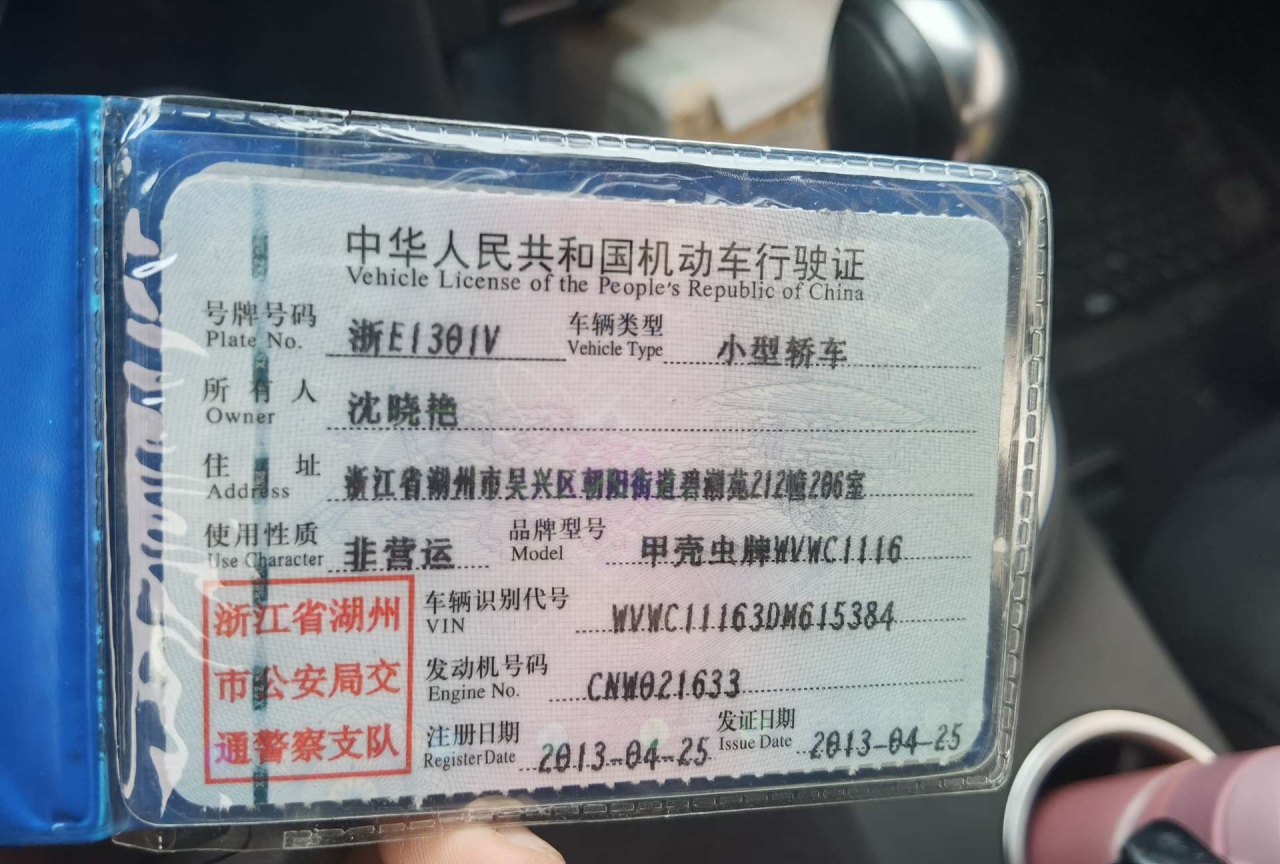 中华人民共和国机动车行驶证
Vehicle License of the People's Republic of China
号牌号码 浙E1301V 车辆类型 小型轿车
Plate No. Vehicle Type
所有人 沈晓艳
Owner
住址 浙江省湖州市吴兴区朝阳街道碧湖苑212幢206室
Address
使用性质 非营运 品牌型号 甲壳虫牌WVWC1116
Use Character Model
浙江省湖州
市公安局交
通警察支队
车辆识别代号 WVWC11163DM615384
VIN
发动机号码 CNW021633
Engine No.
注册日期 2013-04-25 发证日期 2013-04-25
Register Date Issue Date